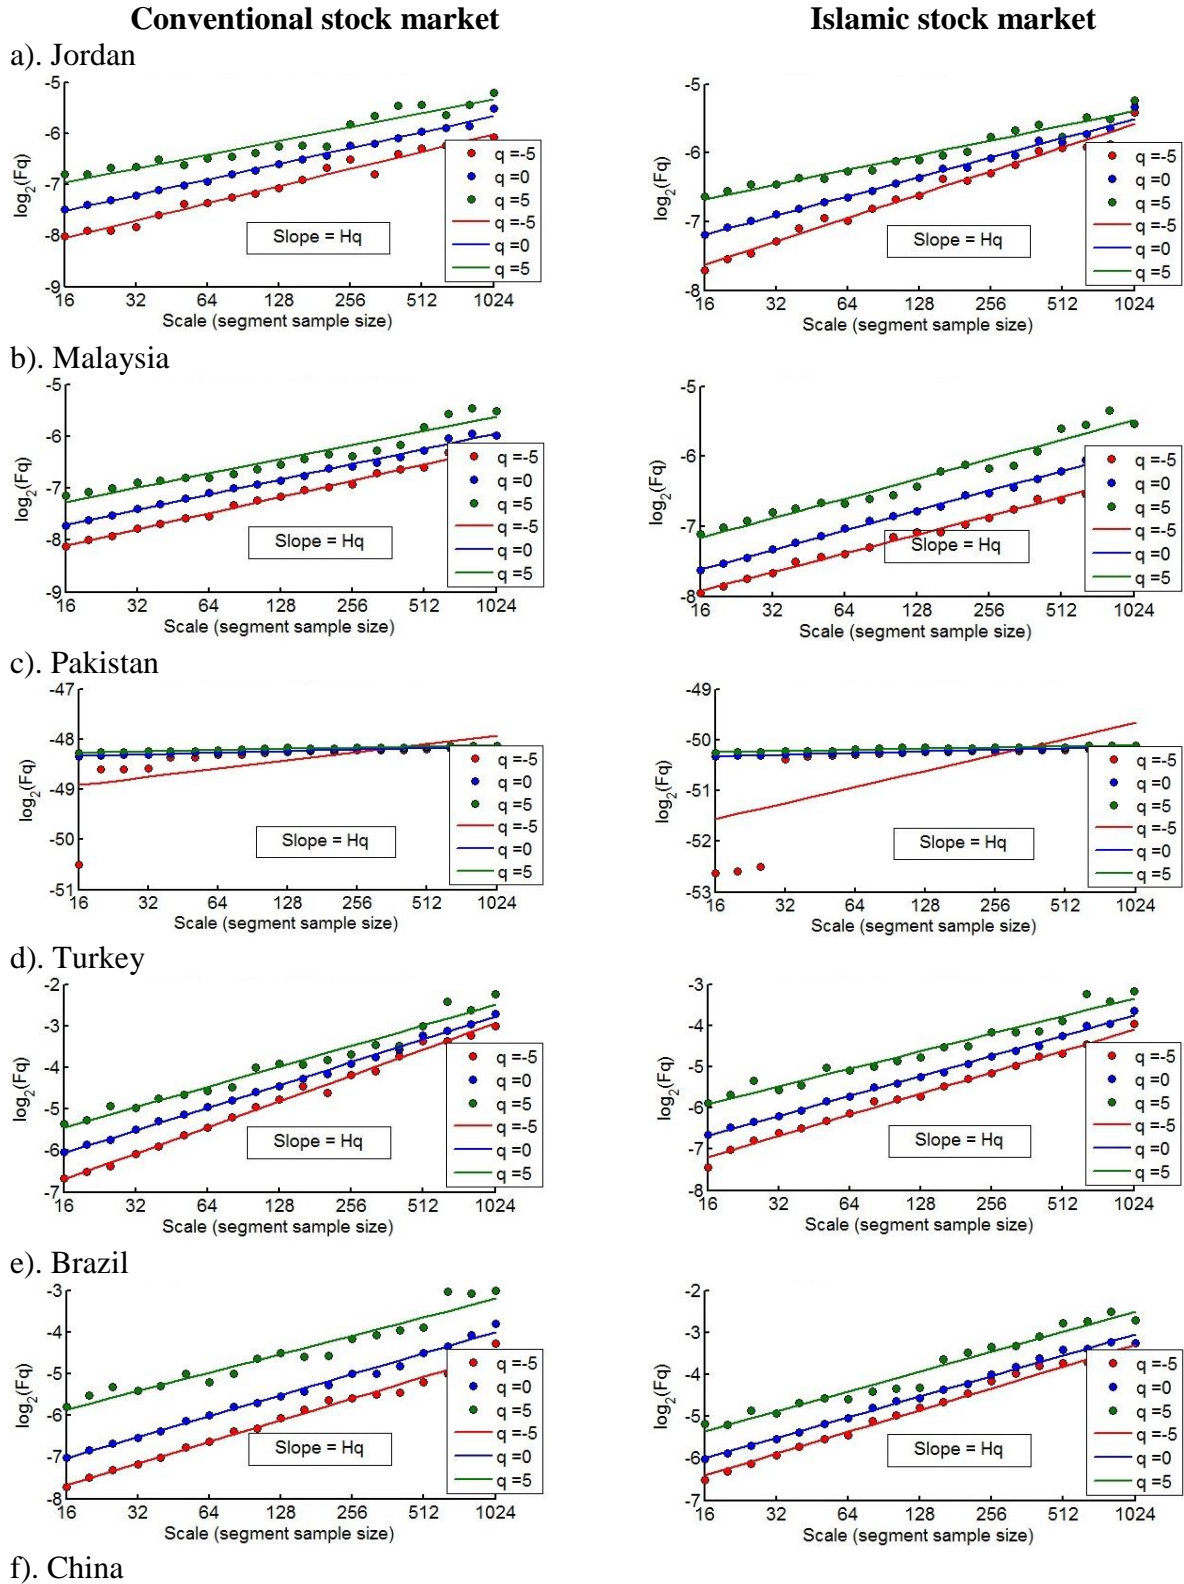 Conventional stock market
Islamic stock market
a). Jordan
-5
-6
-7
-8
-9
log2(Fq)
16 32 64 128 256 512 1024
Scale (segment sample size)
Slope = Hq
q =-5
q =0
q =5
q =-5
q =0
q =5
-5
-6
-7
-8
log2(Fq)
16 32 64 128 256 512 1024
Scale (segment sample size)
Slope = Hq
q =-5
q =0
q =5
q =-5
q =0
q =5
b). Malaysia
-5
-6
-7
-8
-9
log2(Fq)
16 32 64 128 256 512 1024
Scale (segment sample size)
Slope = Hq
q =-5
q =0
q =5
q =-5
q =0
q =5
-5
-6
-7
-8
log2(Fq)
16 32 64 128 256 512 1024
Scale (segment sample size)
Slope = Hq
q =-5
q =0
q =5
q =-5
q =0
q =5
c). Pakistan
-47
-48
-49
-50
-51
log2(Fq)
16 32 64 128 256 512 1024
Scale (segment sample size)
Slope = Hq
q =-5
q =0
q =5
q =-5
q =0
q =5
-49
-50
-51
-52
-53
log2(Fq)
16 32 64 128 256 512 1024
Scale (segment sample size)
Slope = Hq
q =-5
q =0
q =5
q =-5
q =0
q =5
d). Turkey
-2
-3
-4
-5
-6
-7
log2(Fq)
16 32 64 128 256 512 1024
Scale (segment sample size)
Slope = Hq
q =-5
q =0
q =5
q =-5
q =0
q =5
-3
-4
-5
-6
-7
-8
log2(Fq)
16 32 64 128 256 512 1024
Scale (segment sample size)
Slope = Hq
q =-5
q =0
q =5
q =-5
q =0
q =5
e). Brazil
-3
-4
-5
-6
-7
-8
log2(Fq)
16 32 64 128 256 512 1024
Scale (segment sample size)
Slope = Hq
q =-5
q =0
q =5
q =-5
q =0
q =5
-2
-3
-4
-5
-6
-7
log2(Fq)
16 32 64 128 256 512 1024
Scale (segment sample size)
Slope = Hq
q =-5
q =0
q =5
q =-5
q =0
q =5
f). China